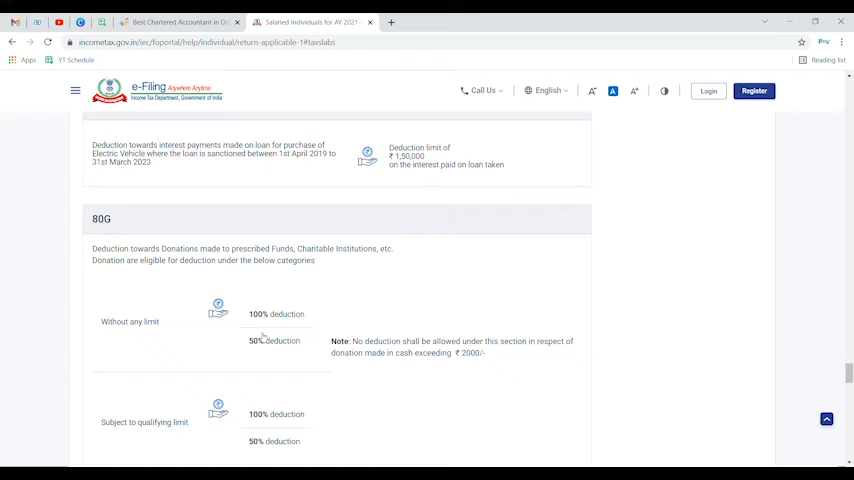 Best Chartered Accountant in De
Salaried Individuals for AY 2021-
incometax.gov.in/iec/foportal/help/individual/return-applicable-1#taxslabs
Apps
YT Schedule
Reading list
e-Filing Anywhere Anytime
Income Tax Department, Government of India
Call Us
English
A
A
A
Login
Register
Deduction towards interest payments made on loan for purchase of
Electric Vehicle where the loan is sanctioned between 1st April 2019 to
31st March 2023
Deduction limit of
₹ 1,50,000
on the interest paid on loan taken
80G
Deduction towards Donations made to prescribed Funds, Charitable Institutions, etc.
Donation are eligible for deduction under the below categories
Without any limit
100% deduction
50% deduction
Note: No deduction shall be allowed under this section in respect of
donation made in cash exceeding ₹ 2000/-
Subject to qualifying limit
100% deduction
50% deduction